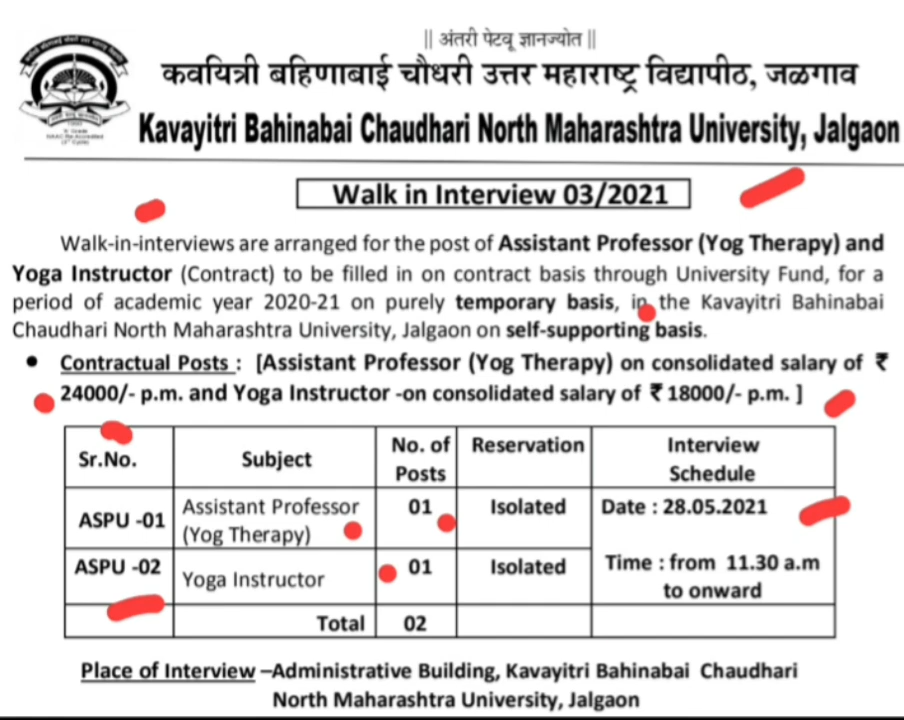 || अंतरी पेटवू ज्ञानज्योत ||
कवयित्री बहिणाबाई चौधरी उत्तर महाराष्ट्र विद्यापीठ, जळगाव
Kavayitri Bahinabai Chaudhari North Maharashtra University, Jalgaon
Walk in Interview 03/2021
Walk-in-interviews are arranged for the post of Assistant Professor (Yog Therapy) and
Yoga Instructor (Contract) to be filled in on contract basis through University Fund, for a
period of academic year 2020-21 on purely temporary basis, in the Kavayitri Bahinabai
Chaudhari North Maharashtra University, Jalgaon on self-supporting basis.
• Contractual Posts : [Assistant Professor (Yog Therapy) on consolidated salary of ₹
24000/- p.m. and Yoga Instructor -on consolidated salary of ₹ 18000/- p.m. ]
Sr.No. Subject No. of Posts Reservation Interview Schedule
ASPU -01 Assistant Professor (Yog Therapy) 01 Isolated Date : 28.05.2021
ASPU -02 Yoga Instructor 01 Isolated Time : from 11.30 a.m to onward
Total 02
Place of Interview –Administrative Building, Kavayitri Bahinabai Chaudhari
North Maharashtra University, Jalgaon